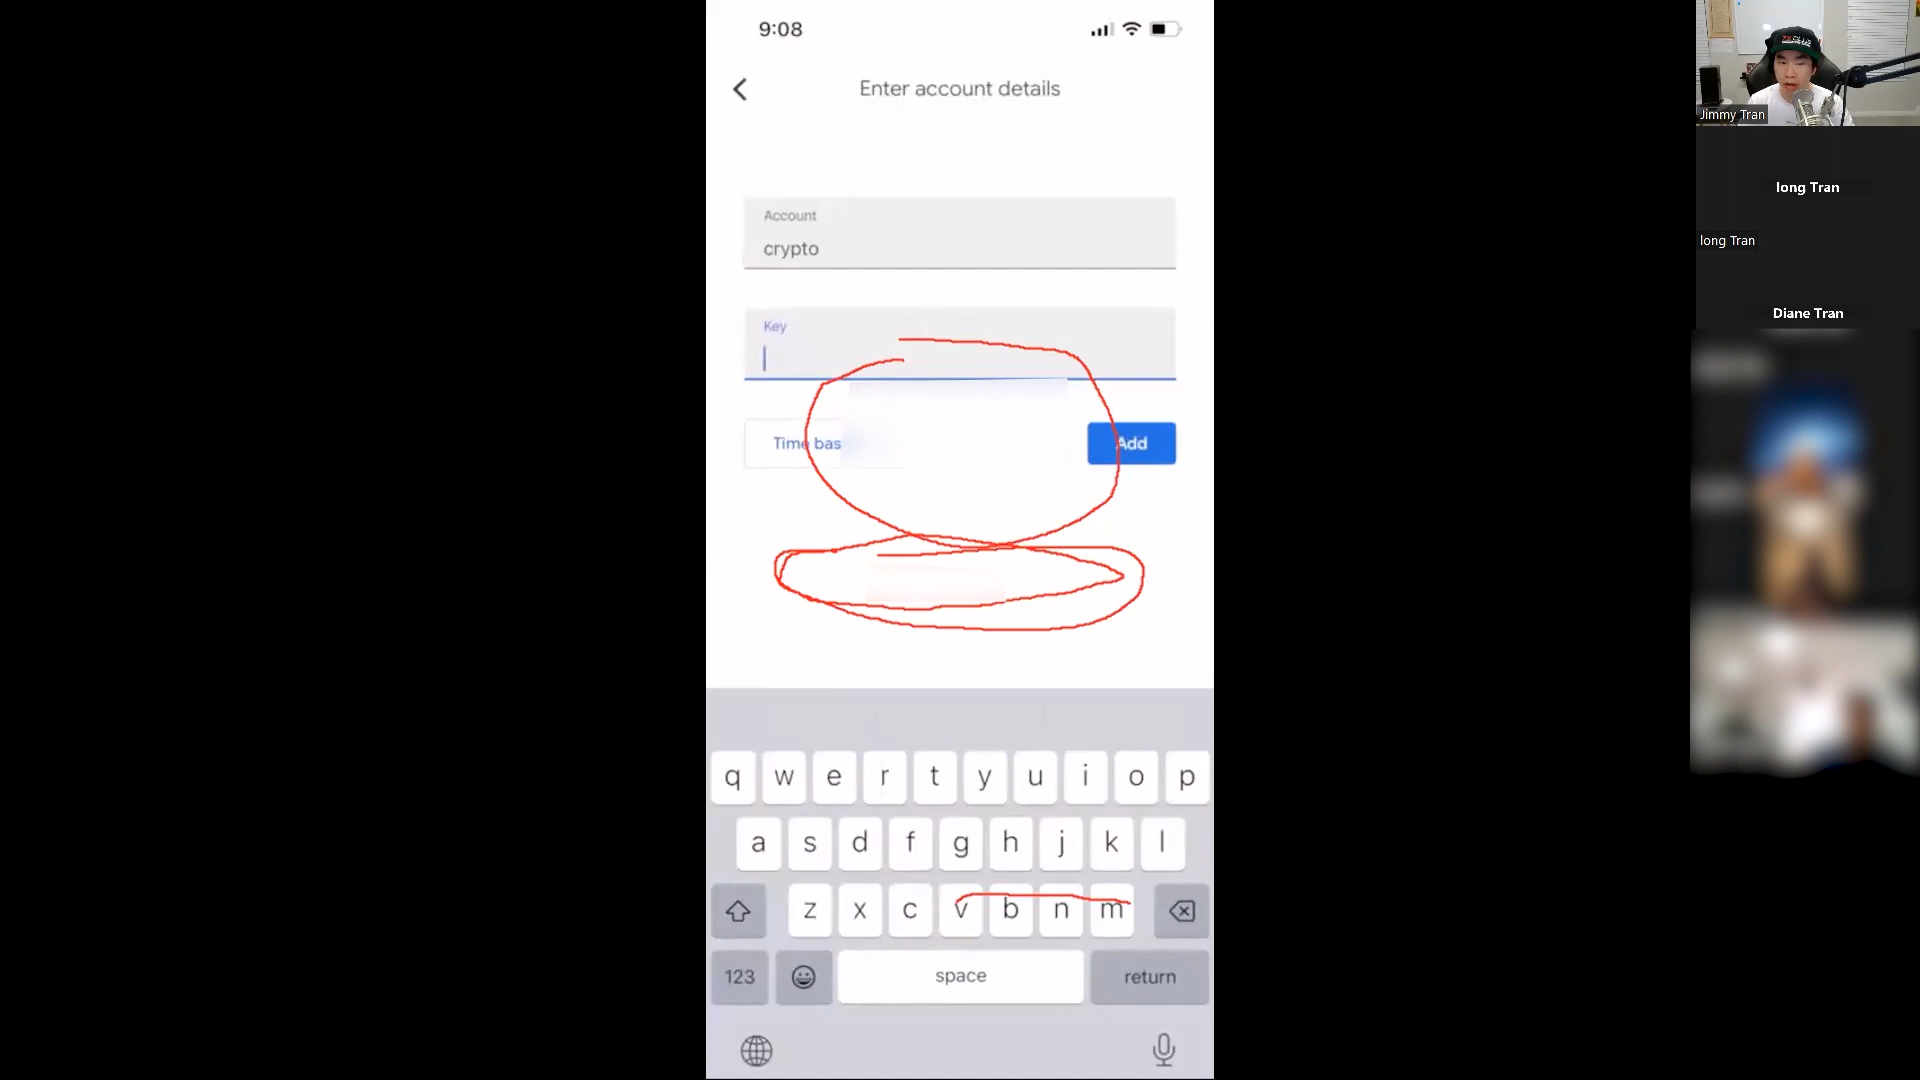 9:08
Enter account details
Account
crypto
Key
Time bas
Add
q w e r t y u i o p
a s d f g h j k l
z x c v b n m
123 space return
Jimmy Tran
long Tran
long Tran
Diane Tran